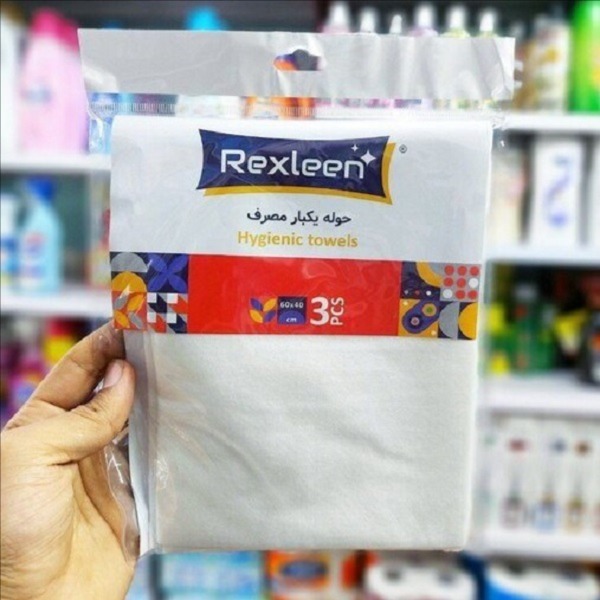 Rexleen®
حوله یکبار مصرف
Hygienic towels
60x40
cm
3 PCS